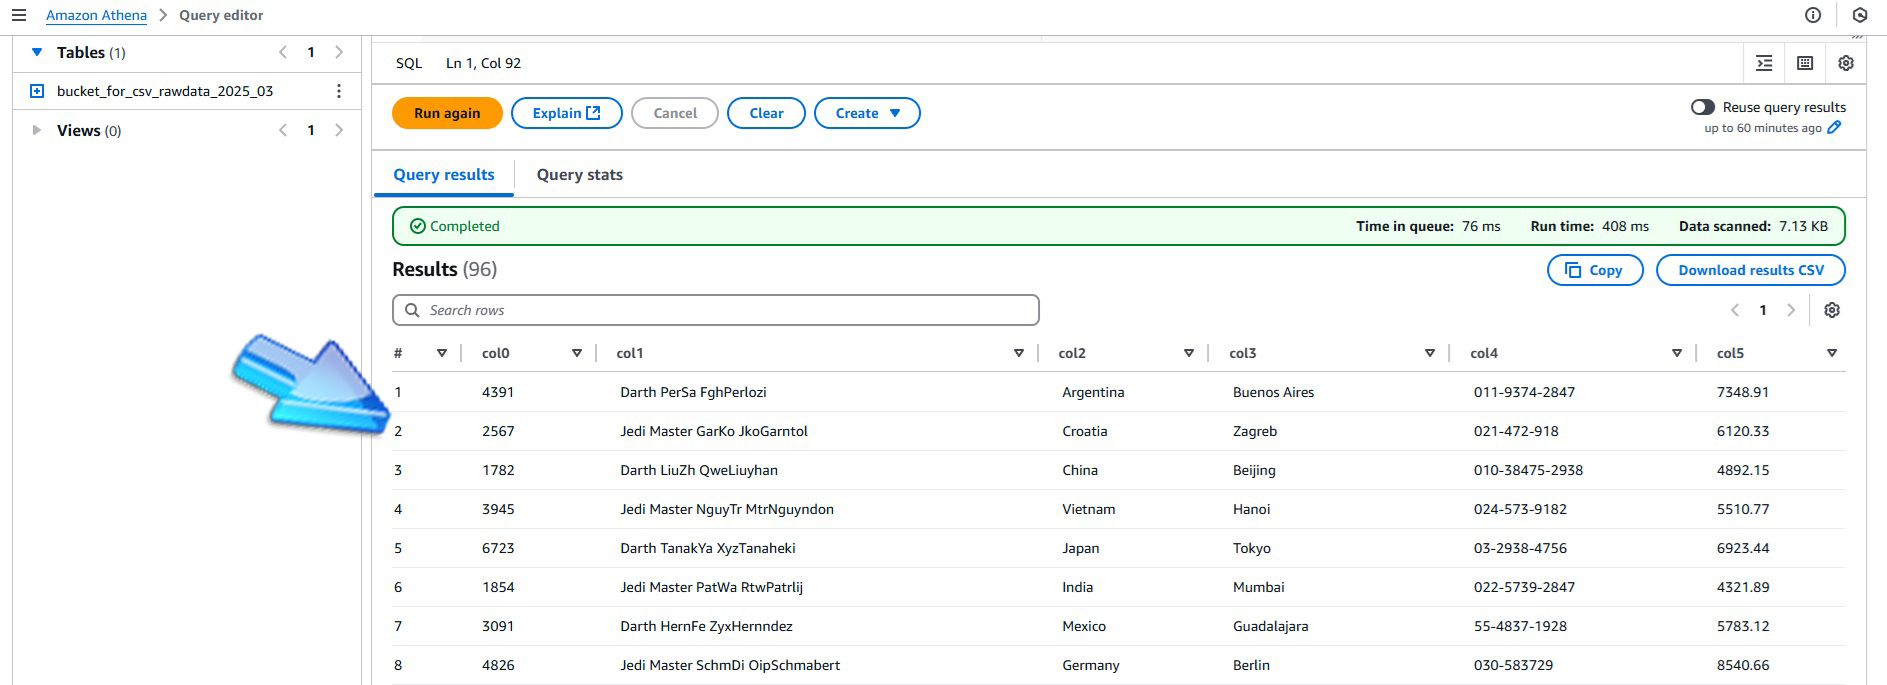 Amazon Athena > Query editor
Tables (1) < 1 >
bucket_for_csv_rawdata_2025_03
Views (0) < 1 >
SQL Ln 1, Col 92
Run again Explain Cancel Clear Create
Reuse query results
up to 60 minutes ago
Query results Query stats
Completed Time in queue: 76 ms Run time: 408 ms Data scanned: 7.13 KB
Results (96) Copy Download results CSV
Search rows < 1 >
# col0 col1 col2 col3 col4 col5
1 4391 Darth PerSa FghPerlozi Argentina Buenos Aires 011-9374-2847 7348.91
2 2567 Jedi Master GarKo JkoGarntol Croatia Zagreb 021-472-918 6120.33
3 1782 Darth LiuZh QweLiuyhan China Beijing 010-38475-2938 4892.15
4 3945 Jedi Master NguyTr MtrNguyndon Vietnam Hanoi 024-573-9182 5510.77
5 6723 Darth TanakYa XyzTanaheki Japan Tokyo 03-2938-4756 6923.44
6 1854 Jedi Master PatWa RtwPatrlij India Mumbai 022-5739-2847 4321.89
7 3091 Darth HernFe ZyxHernndez Mexico Guadalajara 55-4837-1928 5783.12
8 4826 Jedi Master SchmDi OipSchmabert Germany Berlin 030-583729 8540.66